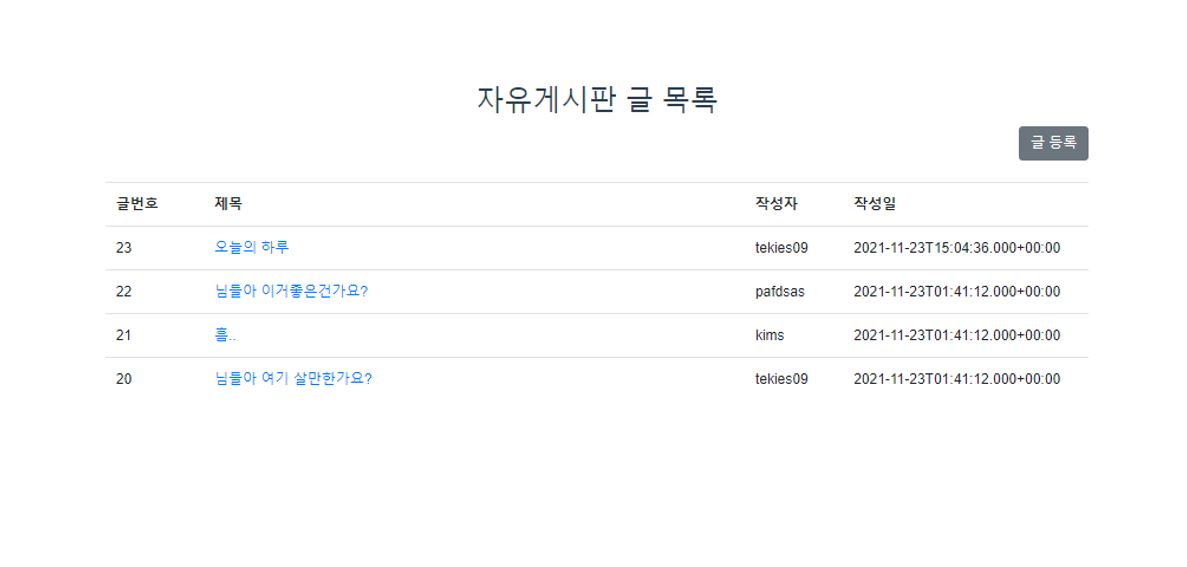 자유게시판 글 목록
글 등록
글번호 제목 작성자 작성일
23 오늘의 하루 tekies09 2021-11-23T15:04:36.000+00:00
22 님들아 이거좋은건가요? pafdsas 2021-11-23T01:41:12.000+00:00
21 흠.. kims 2021-11-23T01:41:12.000+00:00
20 님들아 여기 살만한가요? tekies09 2021-11-23T01:41:12.000+00:00